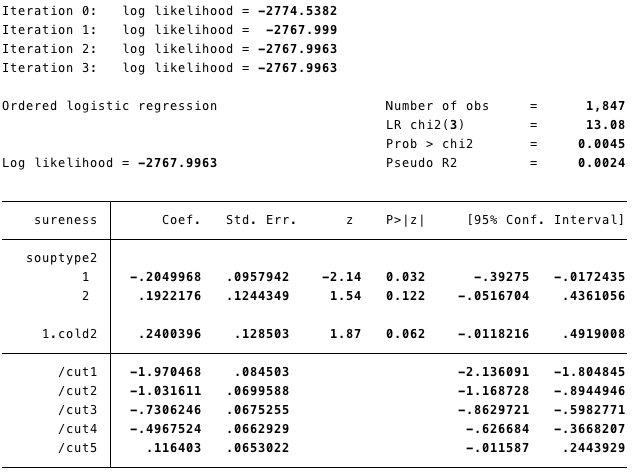 Iteration 0:   log likelihood = -2774.5382
Iteration 1:   log likelihood =  -2767.999
Iteration 2:   log likelihood = -2767.9963
Iteration 3:   log likelihood = -2767.9963
Ordered logistic regression   Number of obs   =   1,847
LR chi2(3)   =   13.08
Prob > chi2   =   0.0045
Log likelihood = -2767.9963   Pseudo R2   =   0.0024
sureness   Coef.   Std. Err.   z   P>|z|   [95% Conf. Interval]
souptype2
1   -.2049968   .0957942   -2.14   0.032   -.39275   -.0172435
2   .1922176   .1244349   1.54   0.122   -.0516704   .4361056
1.cold2   .2400396   .128503   1.87   0.062   -.0118216   .4919008
/cut1   -1.970468   .084503   -2.136091   -1.804845
/cut2   -1.031611   .0699588   -1.168728   -.8944946
/cut3   -.7306246   .0675255   -.8629721   -.5982771
/cut4   -.4967524   .0662929   -.626684   -.3668207
/cut5   .116403   .0653022   -.011587   .2443929